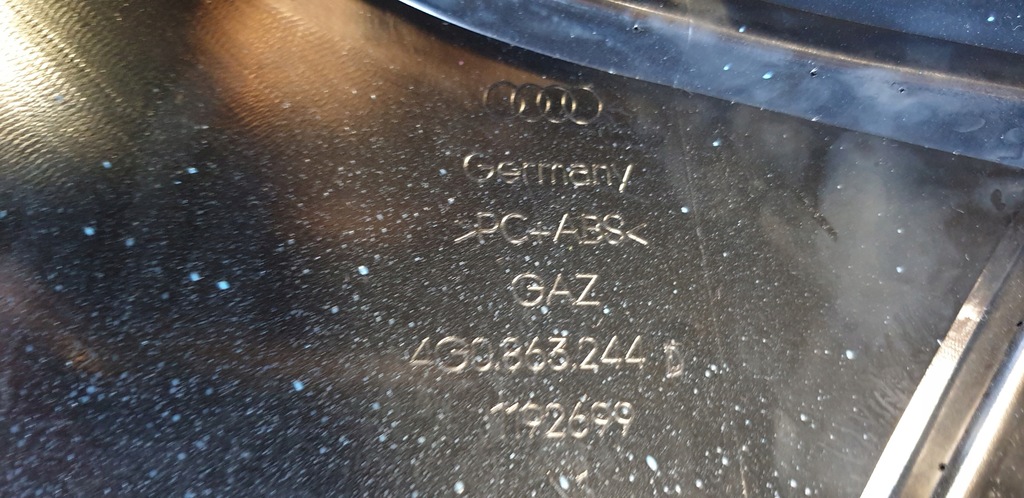 Germany
>PC+ABS<
GAZ
4G0.863.244 D
1192699